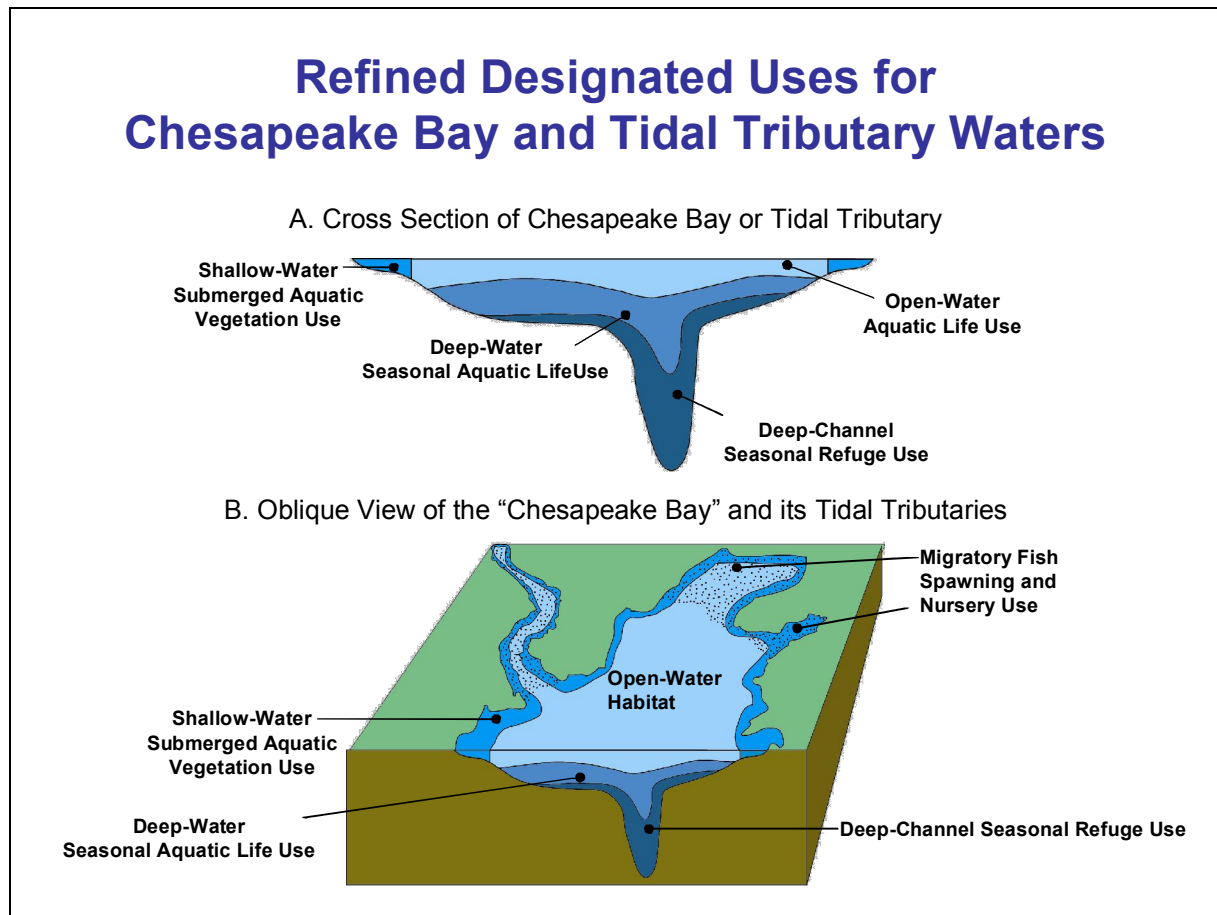 Refined Designated Uses for
Chesapeake Bay and Tidal Tributary Waters
A. Cross Section of Chesapeake Bay or Tidal Tributary
Shallow-Water
Submerged Aquatic
Vegetation Use
Open-Water
Aquatic Life Use
Deep-Water
Seasonal Aquatic LifeUse
Deep-Channel
Seasonal Refuge Use
B. Oblique View of the “Chesapeake Bay” and its Tidal Tributaries
Migratory Fish
Spawning and
Nursery Use
Open-Water
Habitat
Shallow-Water
Submerged Aquatic
Vegetation Use
Deep-Water
Seasonal Aquatic Life Use
Deep-Channel Seasonal Refuge Use